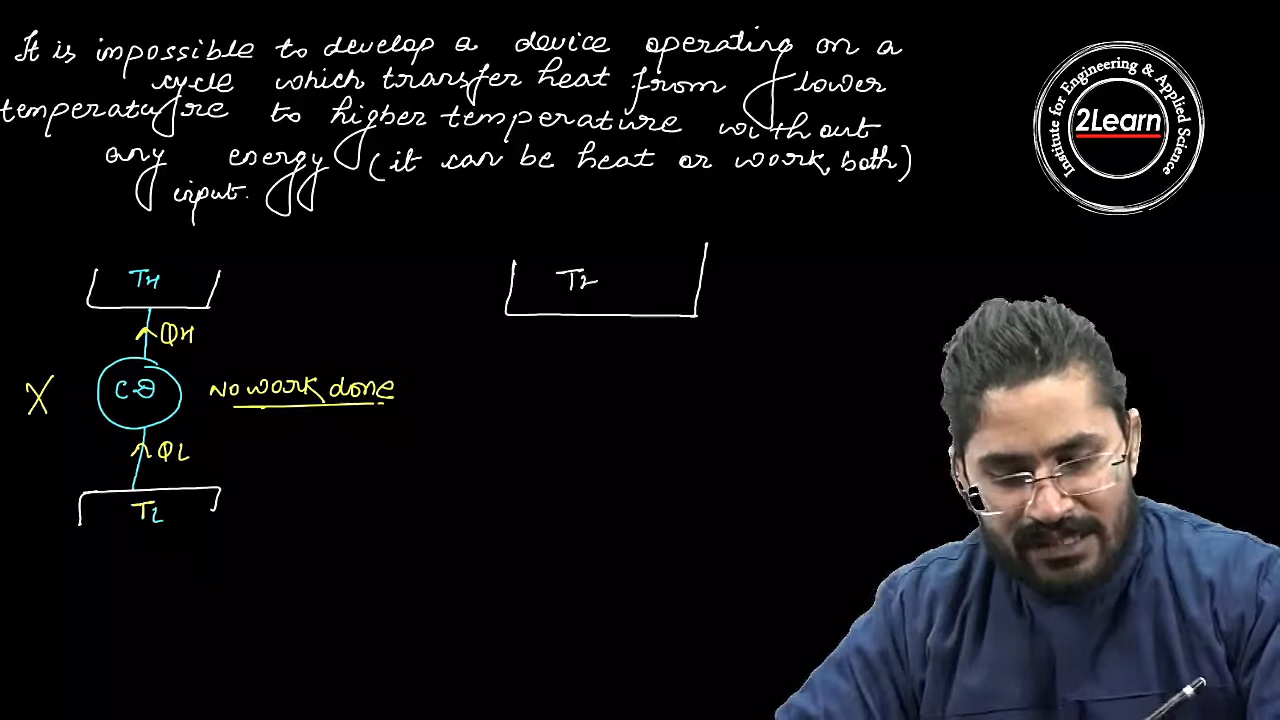 It is impossible to develop a device operating on a
cycle which transfer heat from lower
temperature to higher temperature without
any energy (it can be heat or work, both)
input.
Institute for Engineering & Applied Science
2Learn
TH
QH
X
C.D
No work done
QL
TL
TL